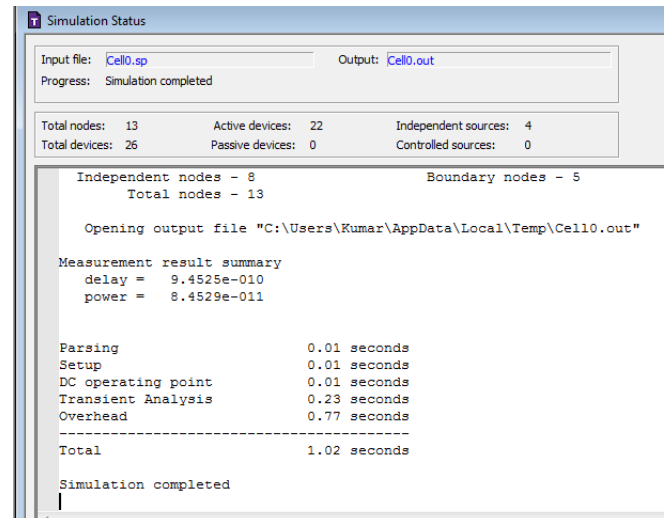 T Simulation Status
Input file: Cell0.sp Output: Cell0.out
Progress: Simulation completed
Total nodes: 13 Active devices: 22 Independent sources: 4
Total devices: 26 Passive devices: 0 Controlled sources: 0
Independent nodes - 8 Boundary nodes - 5
Total nodes - 13
Opening output file "C:\Users\Kumar\AppData\Local\Temp\Cell0.out"
Measurement result summary
delay = 9.4525e-010
power = 8.4529e-011
Parsing 0.01 seconds
Setup 0.01 seconds
DC operating point 0.01 seconds
Transient Analysis 0.23 seconds
Overhead 0.77 seconds
-----------------------------------------
Total 1.02 seconds
Simulation completed